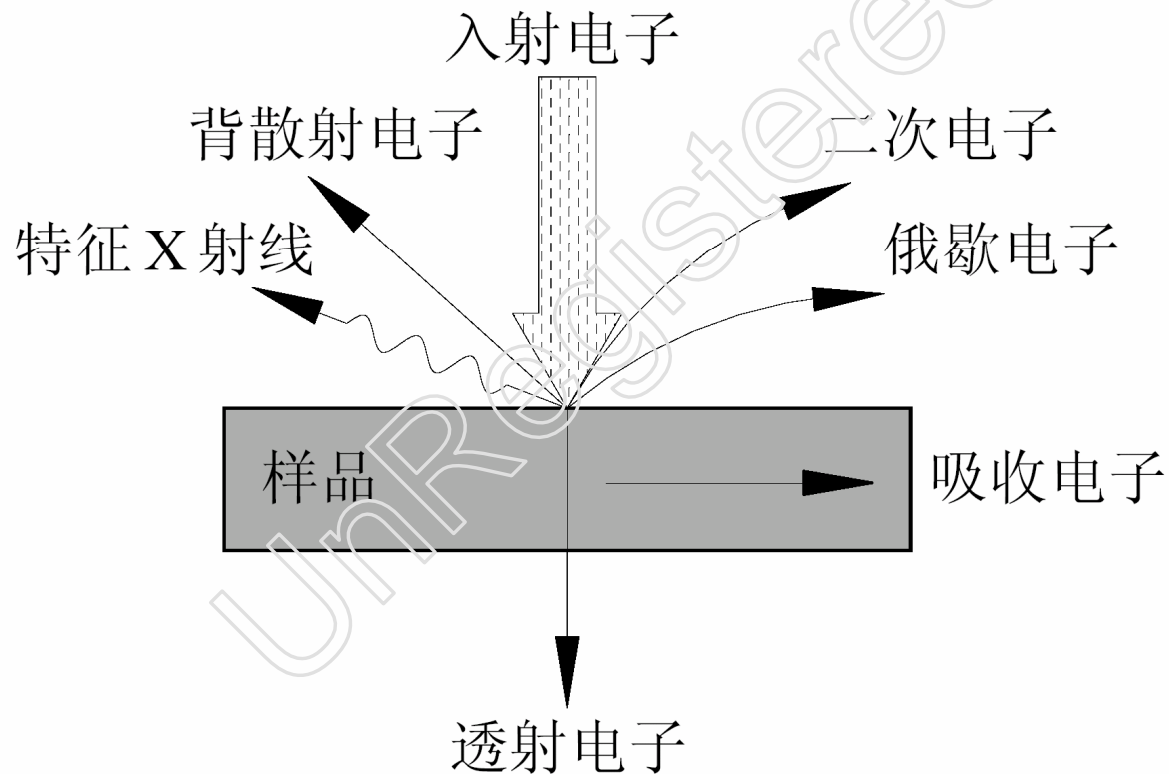 入射电子
背散射电子
二次电子
特征X射线
俄歇电子
样品
吸收电子
透射电子
UnRegistered